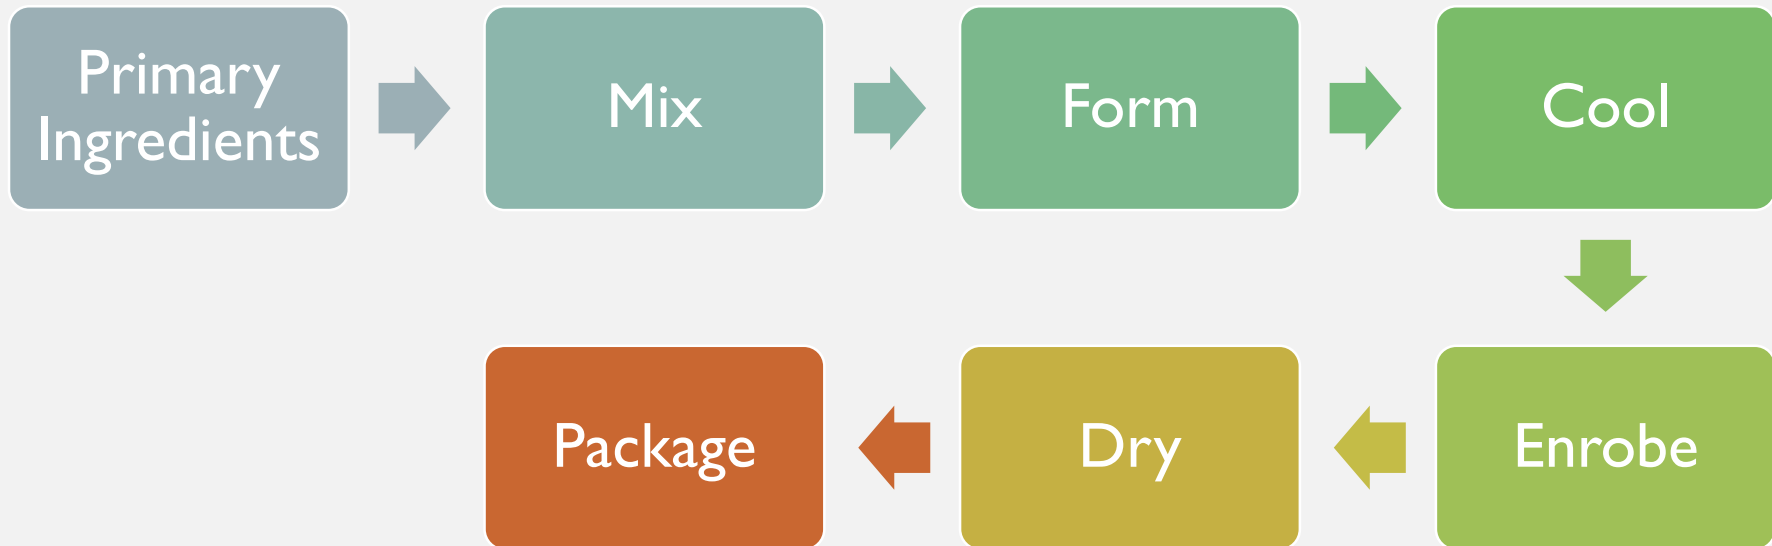 Primary
Ingredients
Mix
Form
Cool
Enrobe
Dry
Package